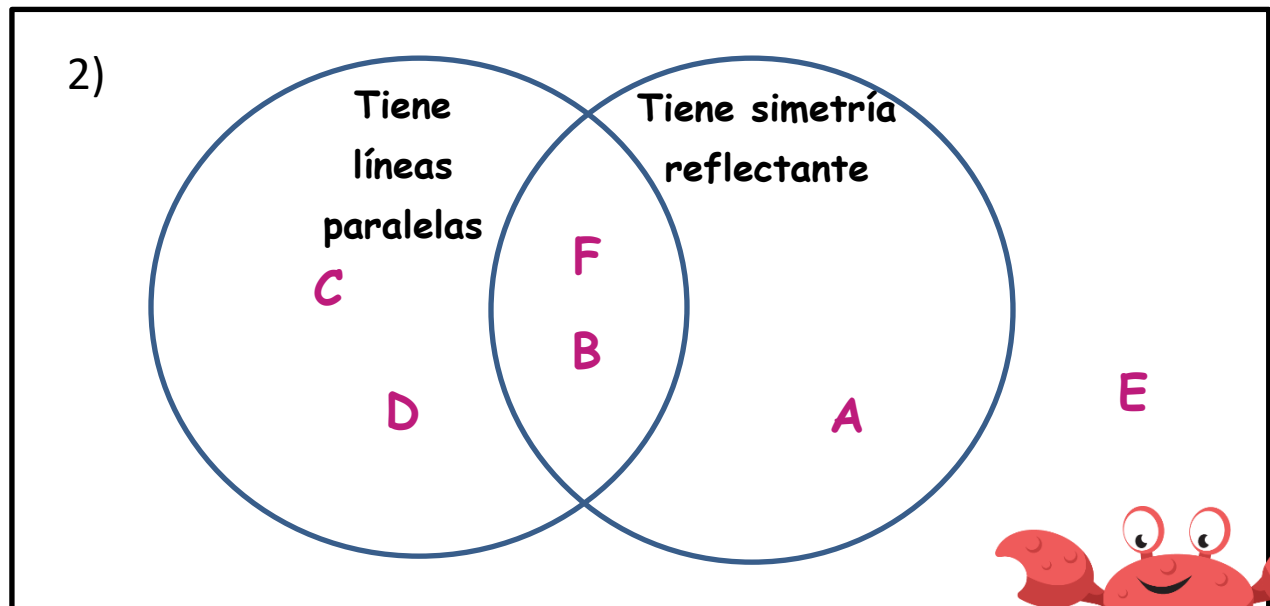 2)
Tiene
líneas
paralelas
Tiene simetría
reflectante
C
D
F
B
A
E